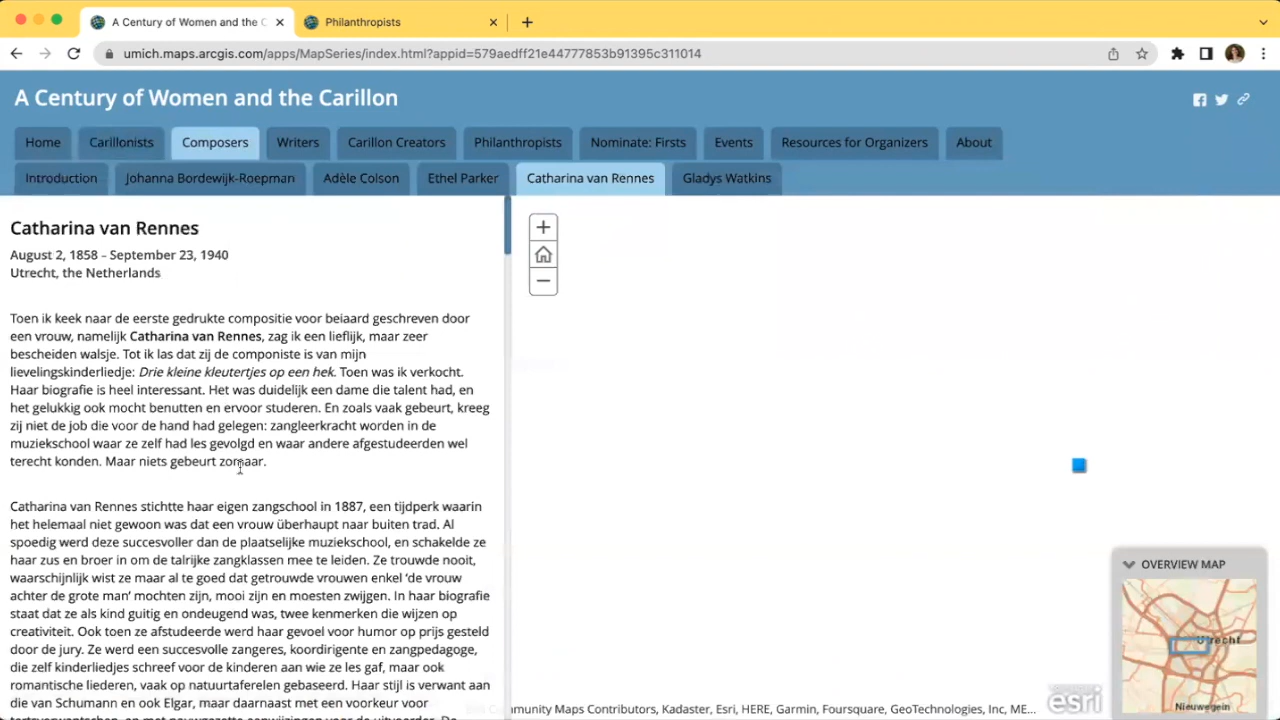 A Century of Women and the C
Philanthropists
umich.maps.arcgis.com/apps/MapSeries/index.html?appid=579aedff21e44777853b91395c311014
A Century of Women and the Carillon
Home Carillonists Composers Writers Carillon Creators Philanthropists Nominate: Firsts Events Resources for Organizers About
Introduction Johanna Bordewijk-Roepman Adèle Colson Ethel Parker Catharina van Rennes Gladys Watkins
Catharina van Rennes
August 2, 1858 – September 23, 1940
Utrecht, the Netherlands
Toen ik keek naar de eerste gedrukte compositie voor beiaard geschreven door
een vrouw, namelijk Catharina van Rennes, zag ik een lieflijk, maar zeer
bescheiden walsje. Tot ik las dat zij de componiste is van mijn
lievelingskinderliedje: Drie kleine kleutertjes op een hek. Toen was ik verkocht.
Haar biografie is heel interessant. Het was duidelijk een dame die talent had, en
het gelukkig ook mocht benutten en ervoor studeren. En zoals vaak gebeurt, kreeg
zij niet de job die voor de hand had gelegen: zangleerkracht worden in de
muziekschool waar ze zelf had les gevolgd en waar andere afgestudeerden wel
terecht konden. Maar niets gebeurt zomaar.
Catharina van Rennes stichtte haar eigen zangschool in 1887, een tijdperk waarin
het helemaal niet gewoon was dat een vrouw überhaupt naar buiten trad. Al
spoedig werd deze succesvoller dan de plaatselijke muziekschool, en schakelde ze
haar zus en broer in om de talrijke zangklassen mee te leiden. Ze trouwde nooit,
waarschijnlijk wist ze maar al te goed dat getrouwde vrouwen enkel ‘de vrouw
achter de grote man’ mochten zijn, mooi zijn en moesten zwijgen. In haar biografie
staat dat ze als kind guitig en ondeugend was, twee kenmerken die wijzen op
creativiteit. Ook toen ze afstudeerde werd haar gevoel voor humor op prijs gesteld
door de jury. Ze werd een succesvolle zangeres, koordirigente en zangpedagoge,
die zelf kinderliedjes schreef voor de kinderen aan wie ze les gaf, maar ook
romantische liederen, vaak op natuurtaferelen gebaseerd. Haar stijl is verwant aan
die van Schumann en ook Elgar, maar daarnaast met een voorkeur voor
OVERVIEW MAP
Utrecht
Nieuwegein
esri
Community Maps Contributors, Kadaster, Esri, HERE, Garmin, Foursquare, GeoTechnologies, Inc, ME...